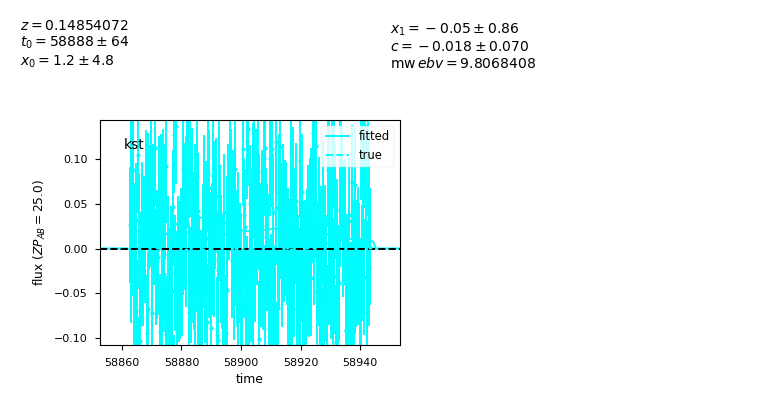 z = 0.14854072
t₀ = 58888 ± 64
x₀ = 1.2 ± 4.8
x₁ = −0.05 ± 0.86
c = −0.018 ± 0.070
mw ebv = 9.8068408
kst
fitted
true
0.10
0.05
0.00
−0.05
−0.10
flux (ZP_AB = 25.0)
58860 58880 58900 58920 58940
time